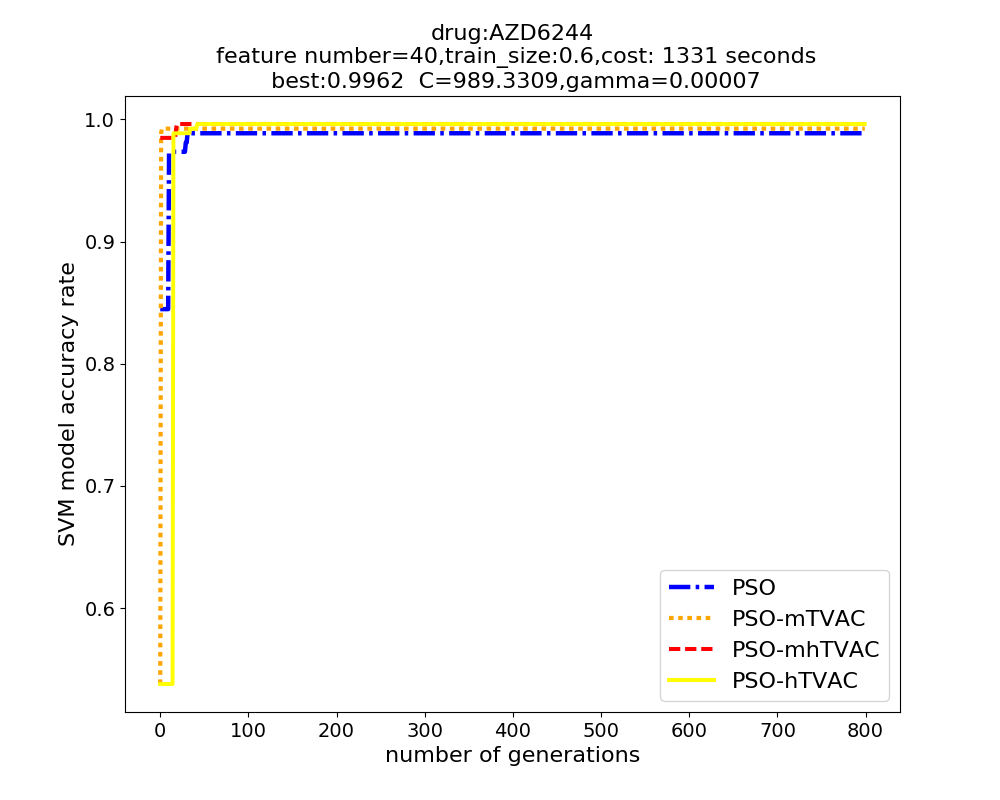 drug:AZD6244
feature number=40,train_size:0.6,cost: 1331 seconds
best:0.9962  C=989.3309,gamma=0.00007
SVM model accuracy rate
1.0
0.9
0.8
0.7
0.6
PSO
PSO-mTVAC
PSO-mhTVAC
PSO-hTVAC
0 100 200 300 400 500 600 700 800
number of generations